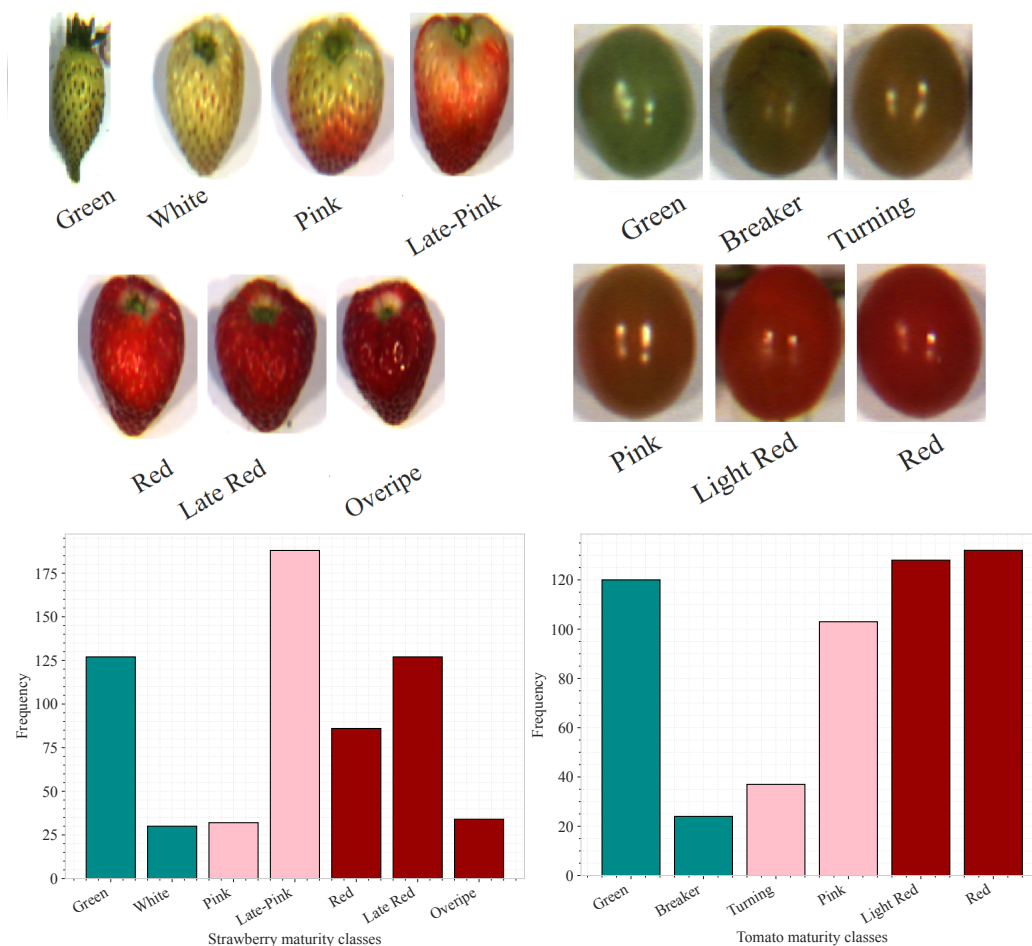 Green
White
Pink
Late-Pink
Green
Breaker
Turning
Red
Late Red
Overipe
Pink
Light Red
Red
175
150
125
100
75
50
25
0
Frequency
Green
White
Pink
Late-Pink
Red
Late Red
Overipe
Strawberry maturity classes
120
100
80
60
40
20
0
Frequency
Green
Breaker
Turning
Pink
Light Red
Red
Tomato maturity classes